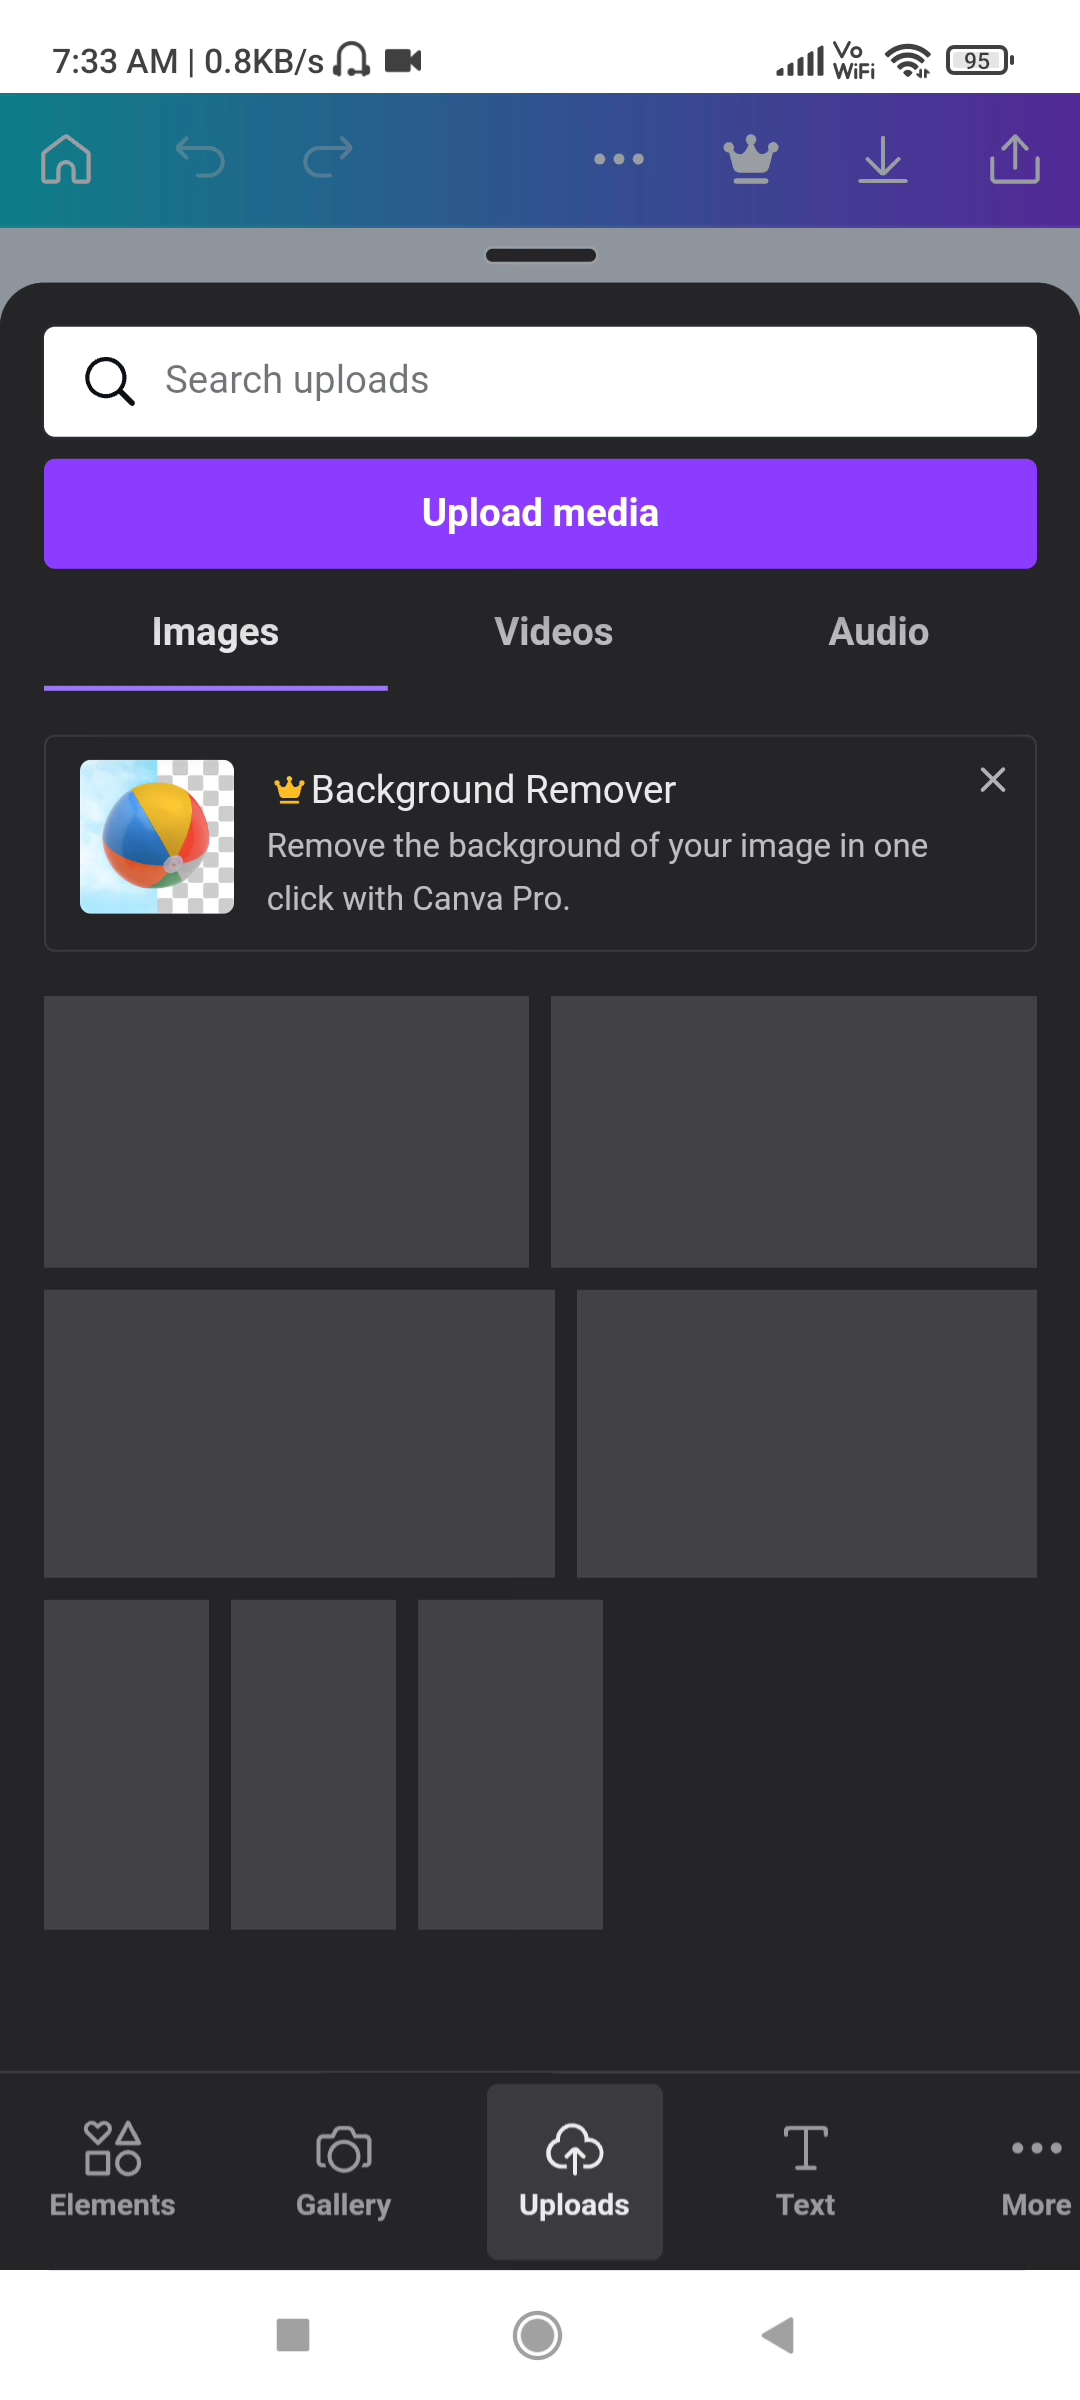 7:33 AM | 0.8KB/s
Vo
WiFi
95
Search uploads
Upload media
Images Videos Audio
Background Remover
Remove the background of your image in one
click with Canva Pro.
Elements Gallery Uploads Text More